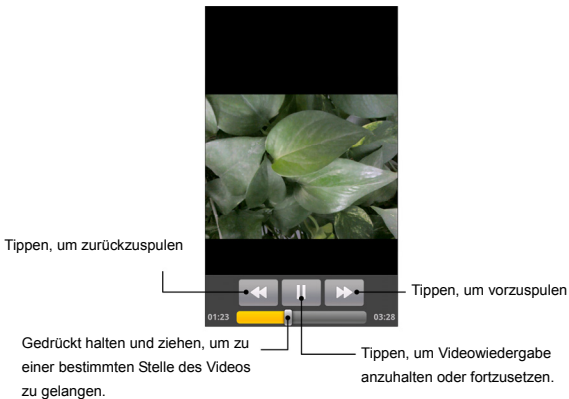 Tippen, um zurückzuspulen
Tippen, um vorzuspulen
01:23
03:28
Gedrückt halten und ziehen, um zu
einer bestimmten Stelle des Videos
zu gelangen.
Tippen, um Videowiedergabe
anzuhalten oder fortzusetzen.